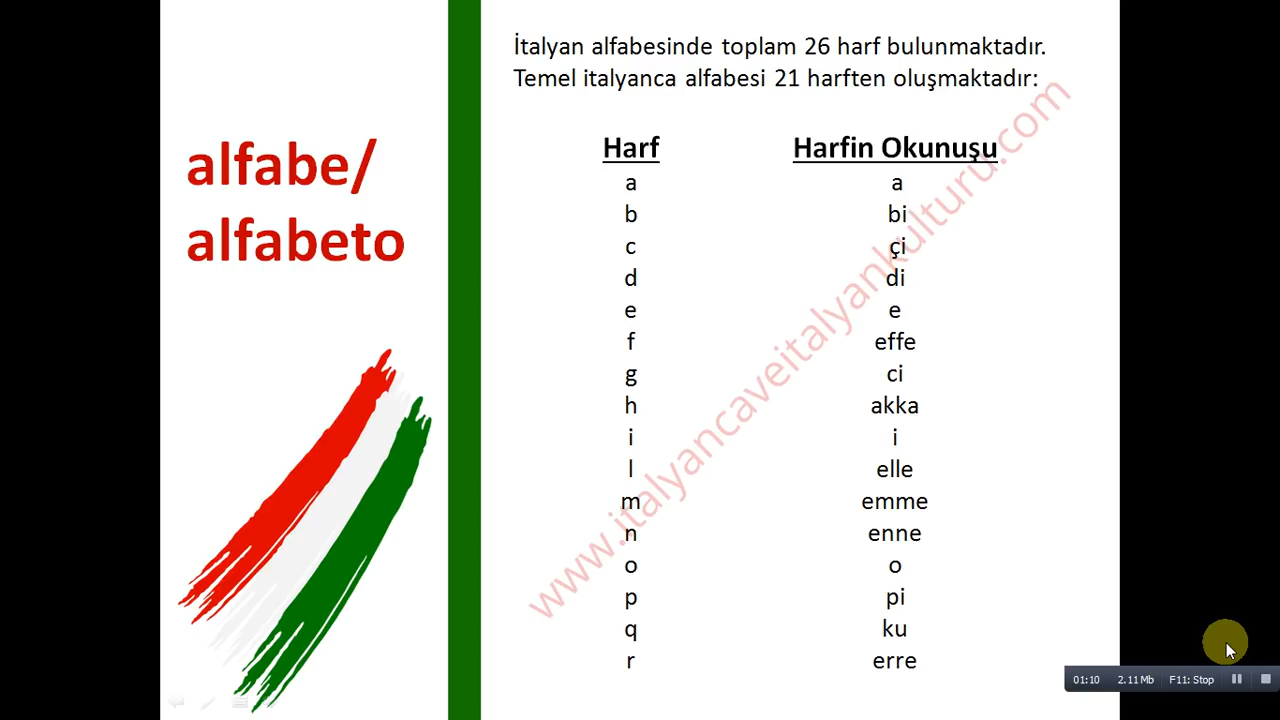 alfabe/
alfabeto
İtalyan alfabesinde toplam 26 harf bulunmaktadır.
Temel italyanca alfabesi 21 harften oluşmaktadır:
Harf Harfin Okunuşu
a a
b bi
c çi
d di
e e
f effe
g ci
h akka
i i
l elle
m emme
n enne
o o
p pi
q ku
r erre
www.italyancaveitalyankulturu.com
01:10 2.11 Mb F11: Stop